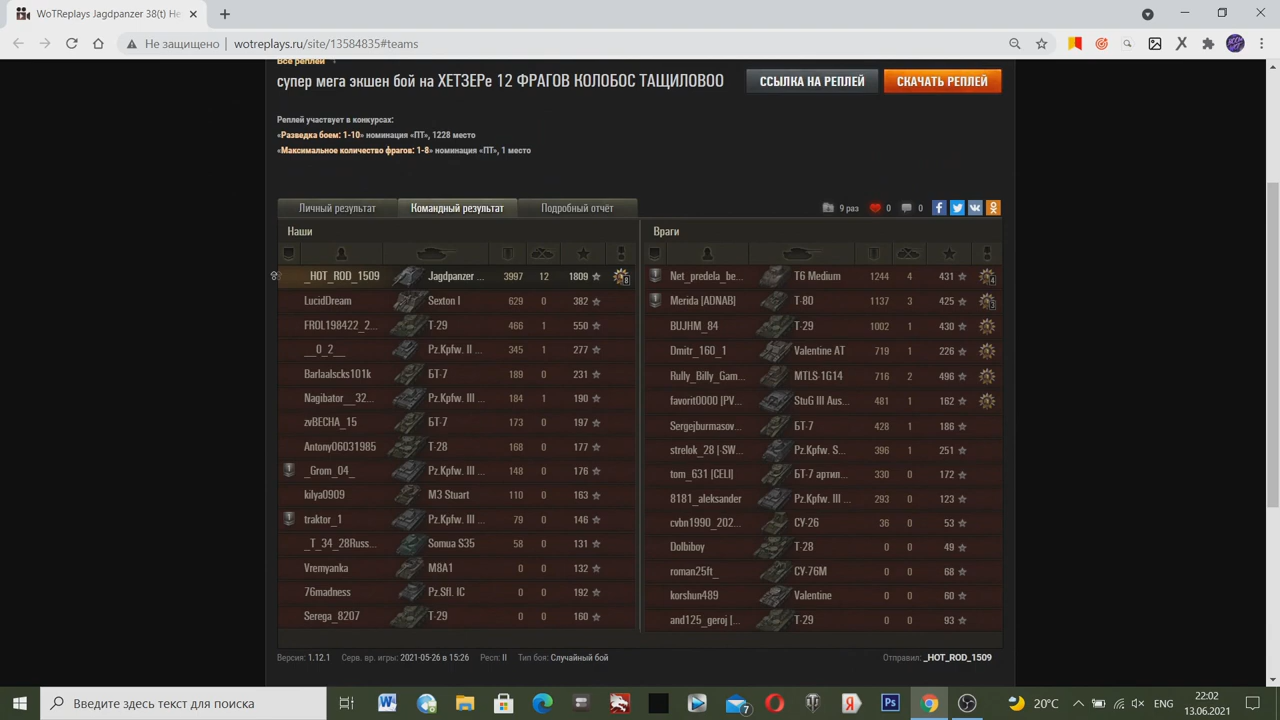 WoTReplays Jagdpanzer 38(t) Не
Не защищено
wotreplays.ru/site/13584835#teams
Все реплеи
супер мега экшен бой на ХЕТЗЕРе 12 ФРАГОВ КОЛОБОС ТАЩИЛОВОО
ССЫЛКА НА РЕПЛЕЙ
СКАЧАТЬ РЕПЛЕЙ
Реплей участвует в конкурсах:
«Разведка боем: 1-10» номинация «ПТ», 1228 место
«Максимальное количество фрагов: 1-8» номинация «ПТ», 1 место
Личный результат
Командный результат
Подробный отчёт
9 раз
0
0
Наши
_HOT_ROD_1509 Jagdpanzer ... 3997 12 1809 8
LucidDream Sexton I 629 0 382
FROL198422_2... Т-29 466 1 550
__0_2__ Pz.Kpfw. II ... 345 1 277
Barlaalscks101k БТ-7 189 0 231
Nagibator__32... Pz.Kpfw. III ... 184 1 190
zvBECHA_15 БТ-7 173 0 197
Antony06031985 Т-28 168 0 177
_Grom_04_ Pz.Kpfw. III ... 148 0 176
kilya0909 M3 Stuart 110 0 163
traktor_1 Pz.Kpfw. III ... 79 0 146
_T_34_28Russ... Somua S35 58 0 131
Vremyanka M8A1 0 0 132
76madness Pz.Sfl. IC 0 0 192
Serega_8207 Т-29 0 0 160
Враги
Net_predela_be... T6 Medium 1244 4 431 4
Merida [ADNAB] Т-80 1137 3 425 3
BUJHM_84 Т-29 1002 1 430
Dmitr_160_1 Valentine AT 719 1 226
Rully_Billy_Gam... MTLS-1G14 716 2 496
favorit0000 [PV... StuG III Aus... 481 1 162
Sergejburmasov... БТ-7 428 1 186
strelok_28 [-SW... Pz.Kpfw. S... 396 1 251
tom_631 [CELI] БТ-7 артил... 330 0 172
8181_aleksander Pz.Kpfw. III ... 293 0 123
cvbn1990_202... СУ-26 36 0 53
Dolbiboy Т-28 0 0 49
roman25ft_ СУ-76М 0 0 68
korshun489 Valentine 0 0 60
and125_geroj [... Т-29 0 0 93
Версия: 1.12.1 Серв. вр. игры: 2021-05-26 в 15:26 Респ: II Тип боя: Случайный бой
Отправил: _HOT_ROD_1509
Введите здесь текст для поиска
7
20°C
ENG
22:02
13.06.2021